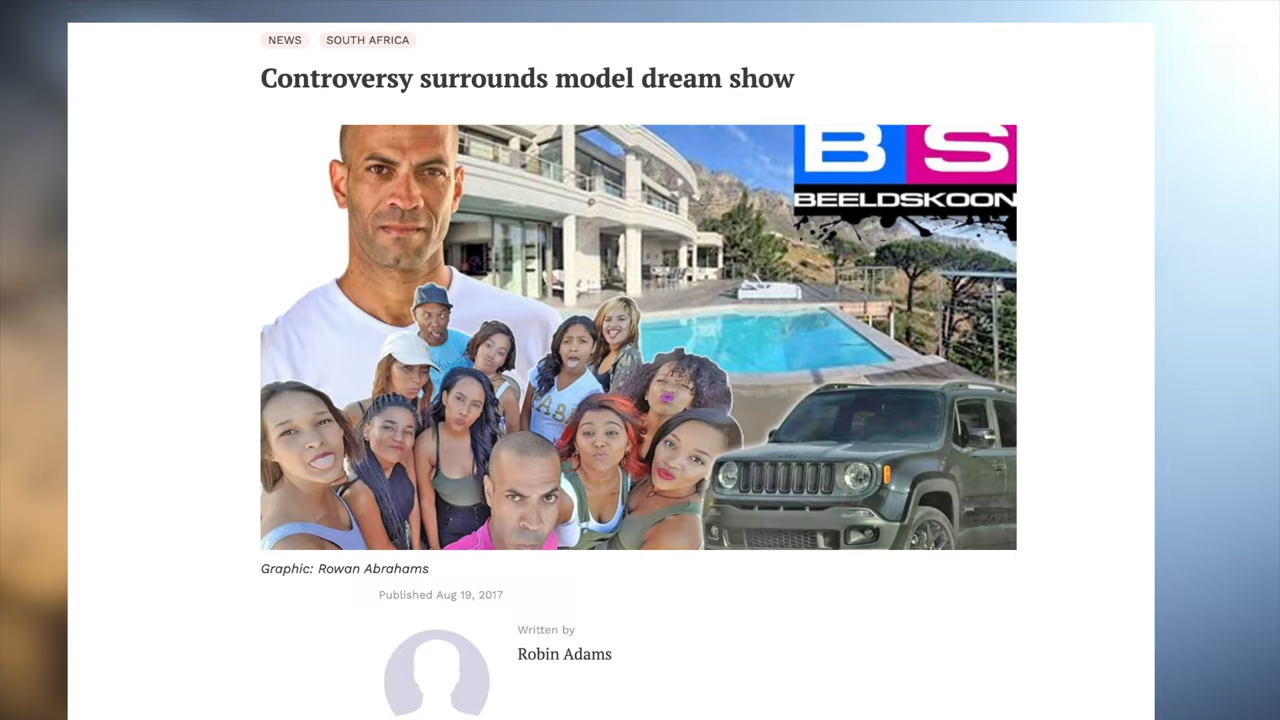 NEWS SOUTH AFRICA
Controversy surrounds model dream show
BS
BEELDSKOON
Graphic: Rowan Abrahams
Published Aug 19, 2017
Written by
Robin Adams